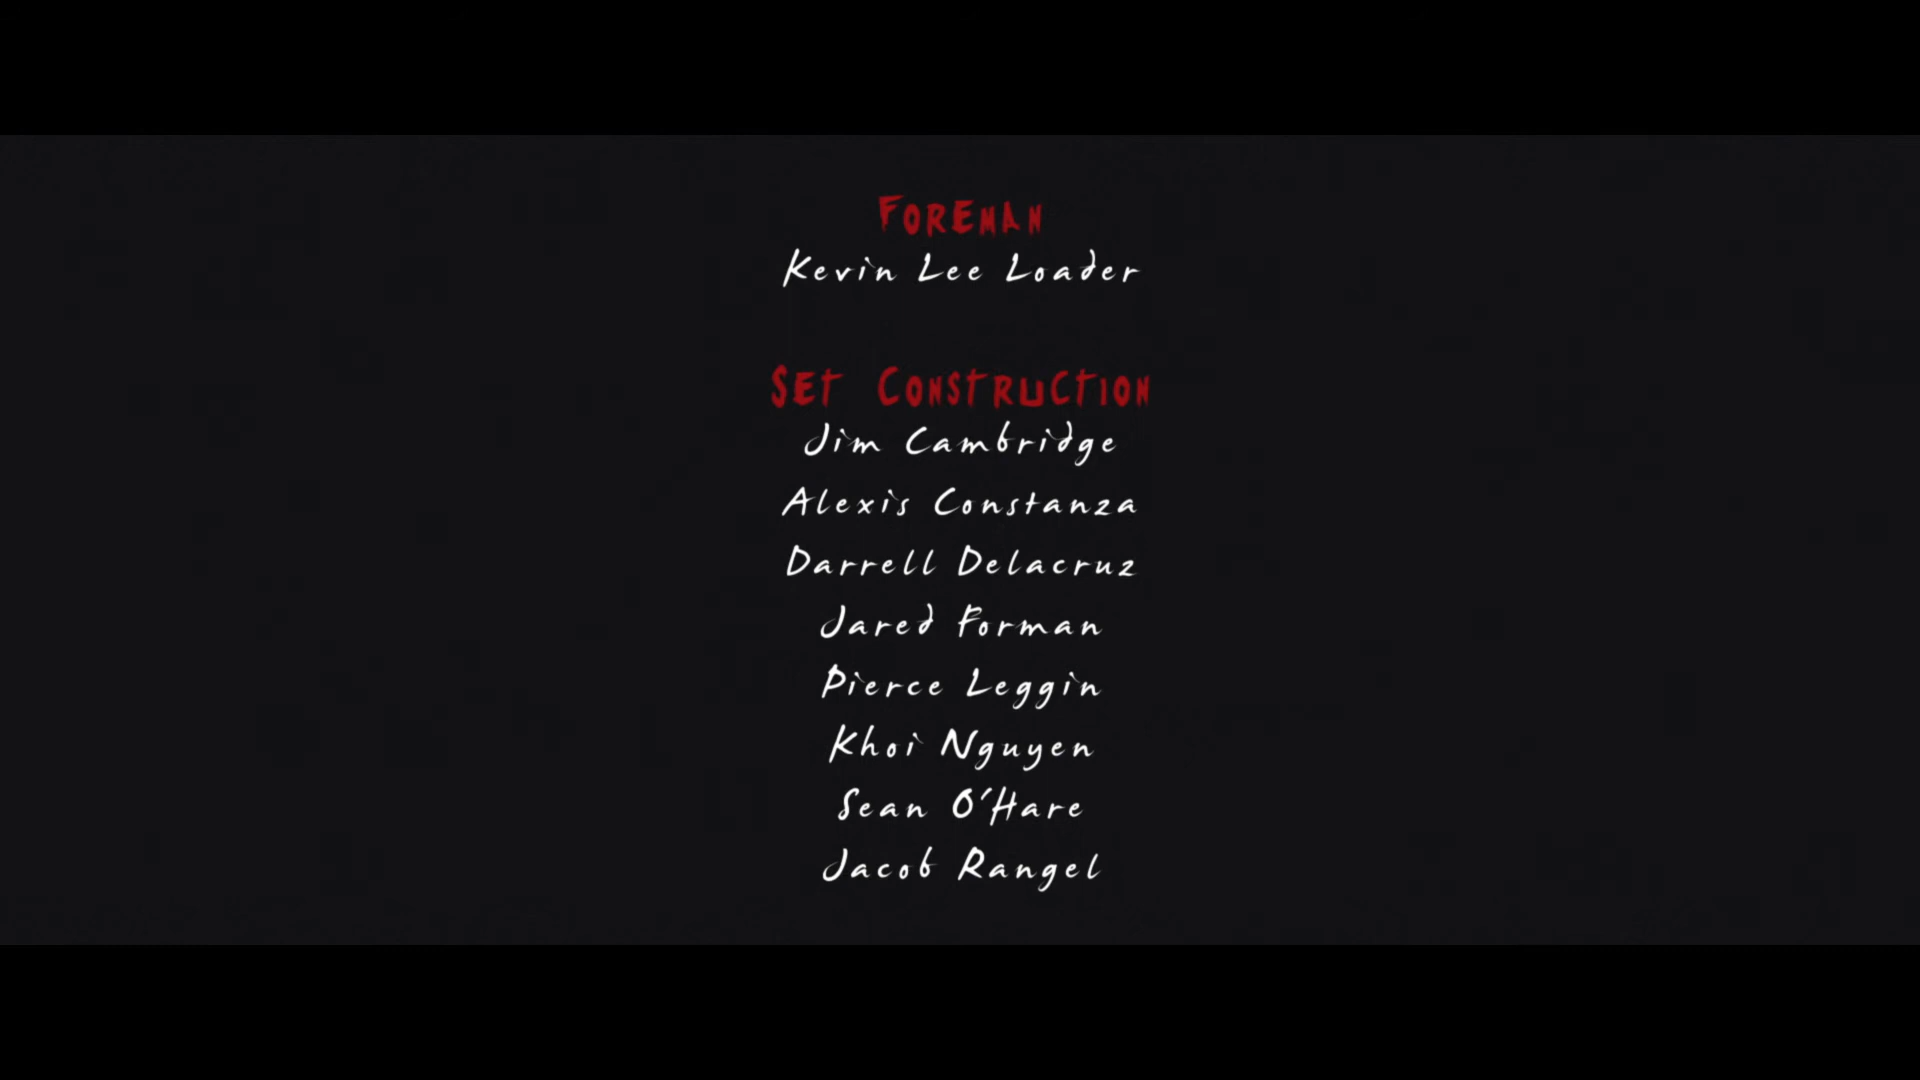 Foreman
Kevin Lee Loader
Set Construction
Jim Cambridge
Alexis Constanza
Darrell Delacruz
Jared Forman
Pierce Leggin
Khoi Nguyen
Sean O'Hare
Jacob Rangel